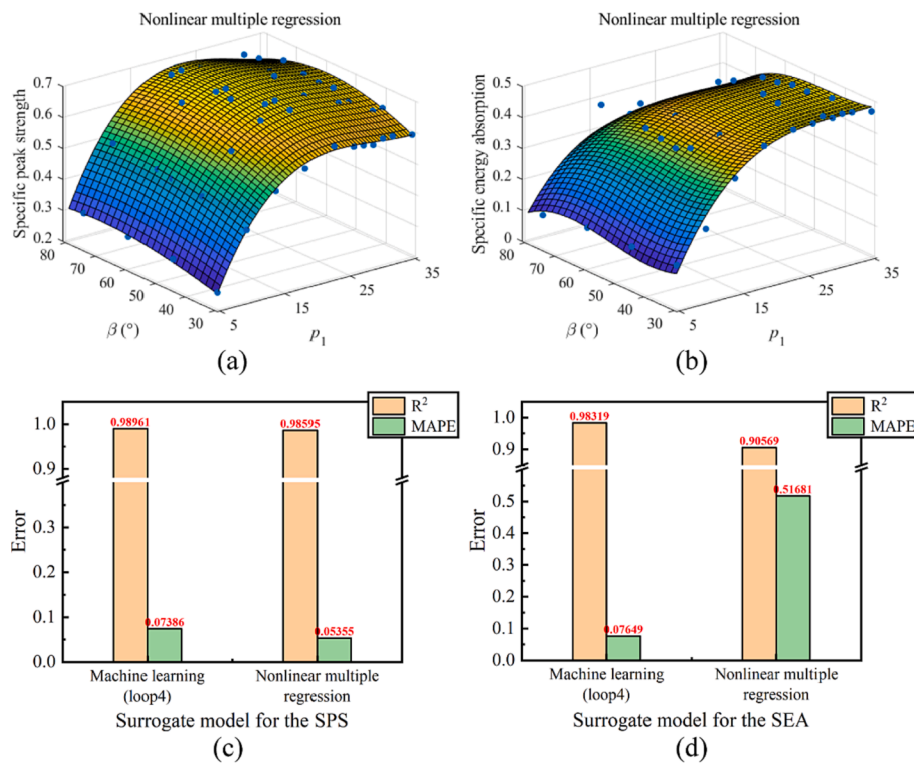 Nonlinear multiple regression
Specific peak strength
0.7
0.6
0.5
0.4
0.3
0.2
80
70
60
50
40
30
β (°)
5
15
25
35
p1
(a)
Nonlinear multiple regression
Specific energy absorption
0.5
0.4
0.3
0.2
0.1
0
80
70
60
50
40
30
β (°)
5
15
25
35
p1
(b)
R2
MAPE
Error
1.0
0.9
0.3
0.2
0.1
0.0
0.98961
0.07386
0.98595
0.05355
Machine learning
(loop4)
Nonlinear multiple
regression
Surrogate model for the SPS
(c)
R2
MAPE
Error
1.0
0.9
0.5
0.4
0.3
0.2
0.1
0.0
0.98319
0.07649
0.90569
0.51681
Machine learning
(loop4)
Nonlinear multiple
regression
Surrogate model for the SEA
(d)